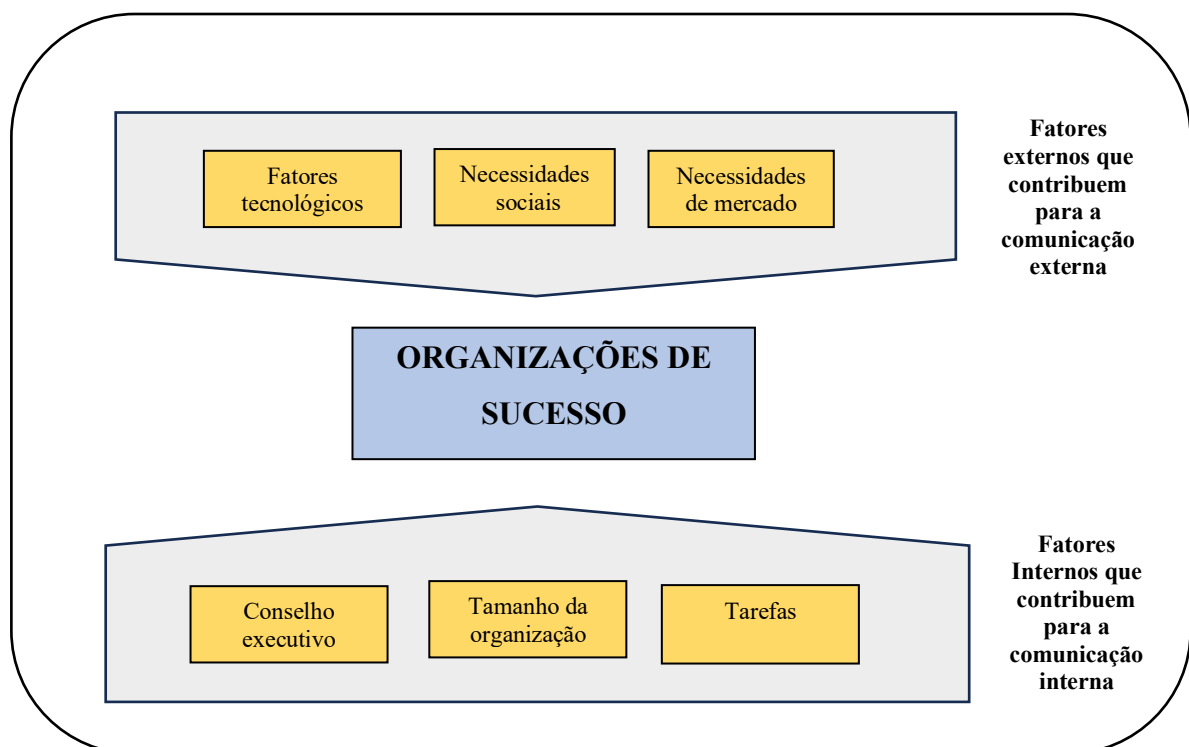 Fatores
tecnológicos
Necessidades
sociais
Necessidades
de mercado
Fatores
externos que
contribuem
para a
comunicação
externa
ORGANIZAÇÕES DE
SUCESSO
Conselho
executivo
Tamanho da
organização
Tarefas
Fatores
Internos que
contribuem
para a
comunicação
interna